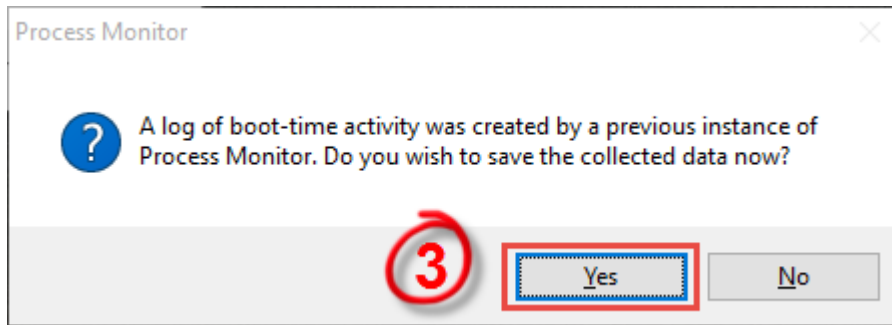 Process Monitor
A log of boot-time activity was created by a previous instance of
Process Monitor. Do you wish to save the collected data now?
?
3
Yes
No